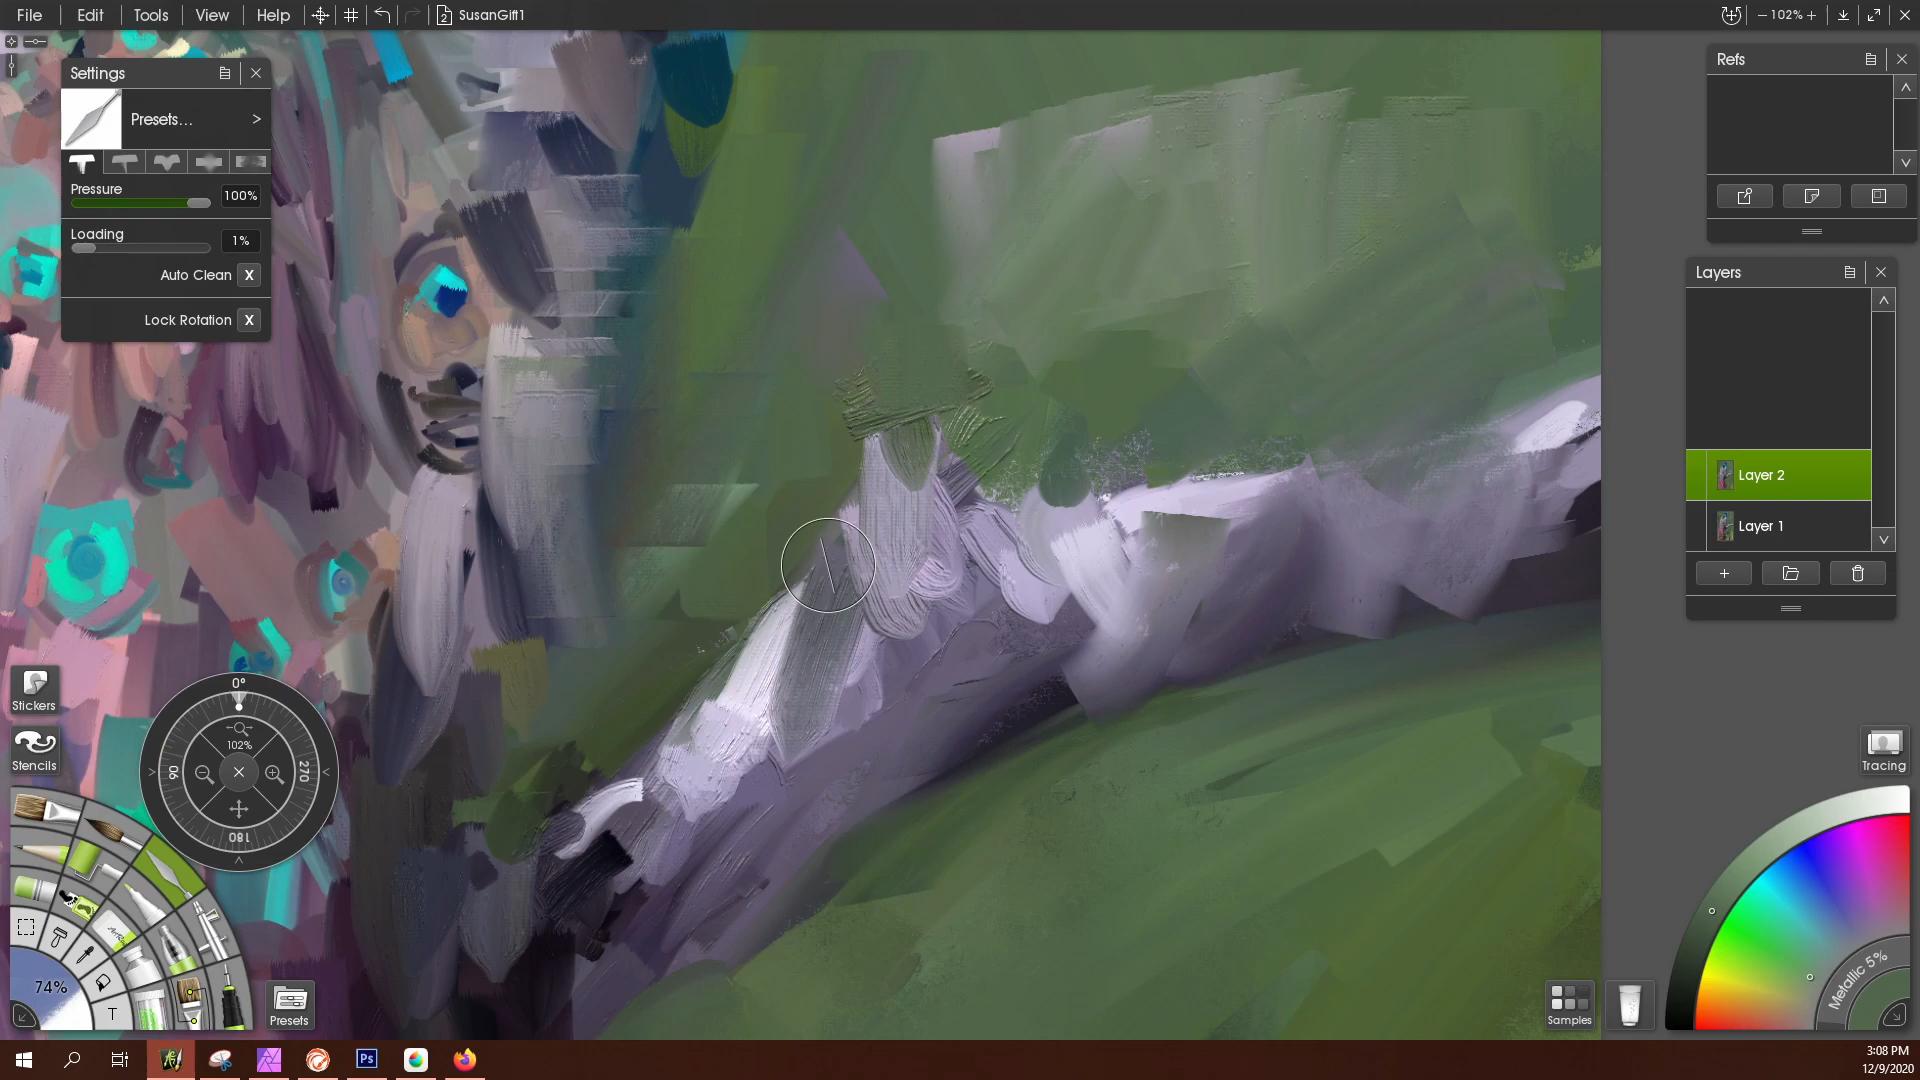 File Edit Tools View Help 2 SusanGift1 − 102% +
Settings
Presets... >
Pressure 100%
Loading 1%
Auto Clean X
Lock Rotation X
Refs
Layers
Layer 2
Layer 1
Stickers
Stencils
0°
102%
90
270
180
74%
T
Presets
Tracing
Metallic 5%
Samples
Ps
3:08 PM
12/9/2020